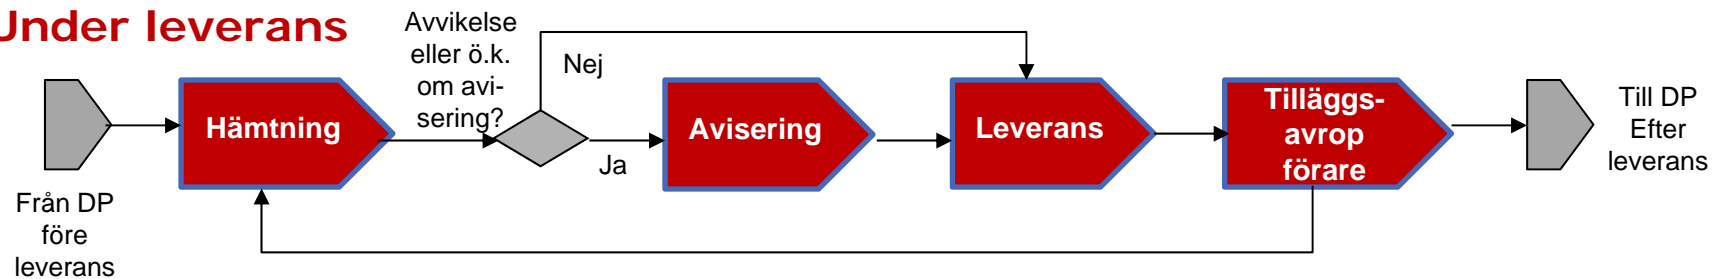 Under leverans
Avvikelse
eller ö.k.
om avi-
sering?
Nej
Ja
Från DP
före
leverans
Hämtning
Avisering
Leverans
Tilläggs-
avrop
förare
Till DP
Efter
leverans